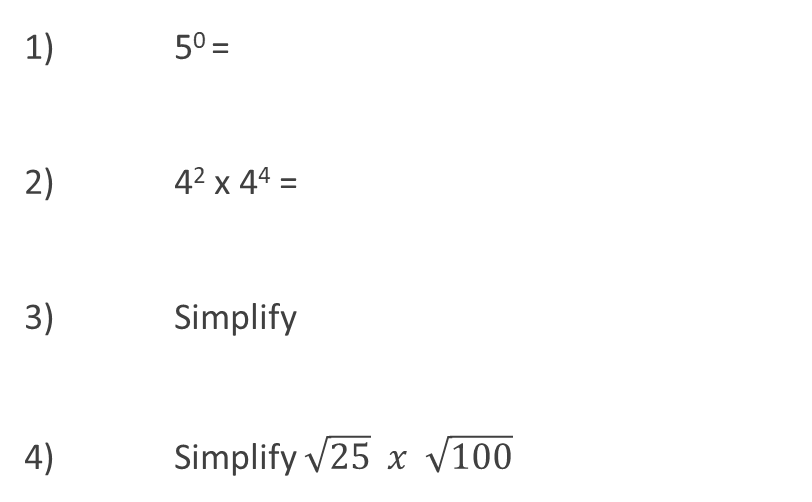 1) 5⁰ =
2) 4² x 4⁴ =
3) Simplify
4) Simplify √25 x √100